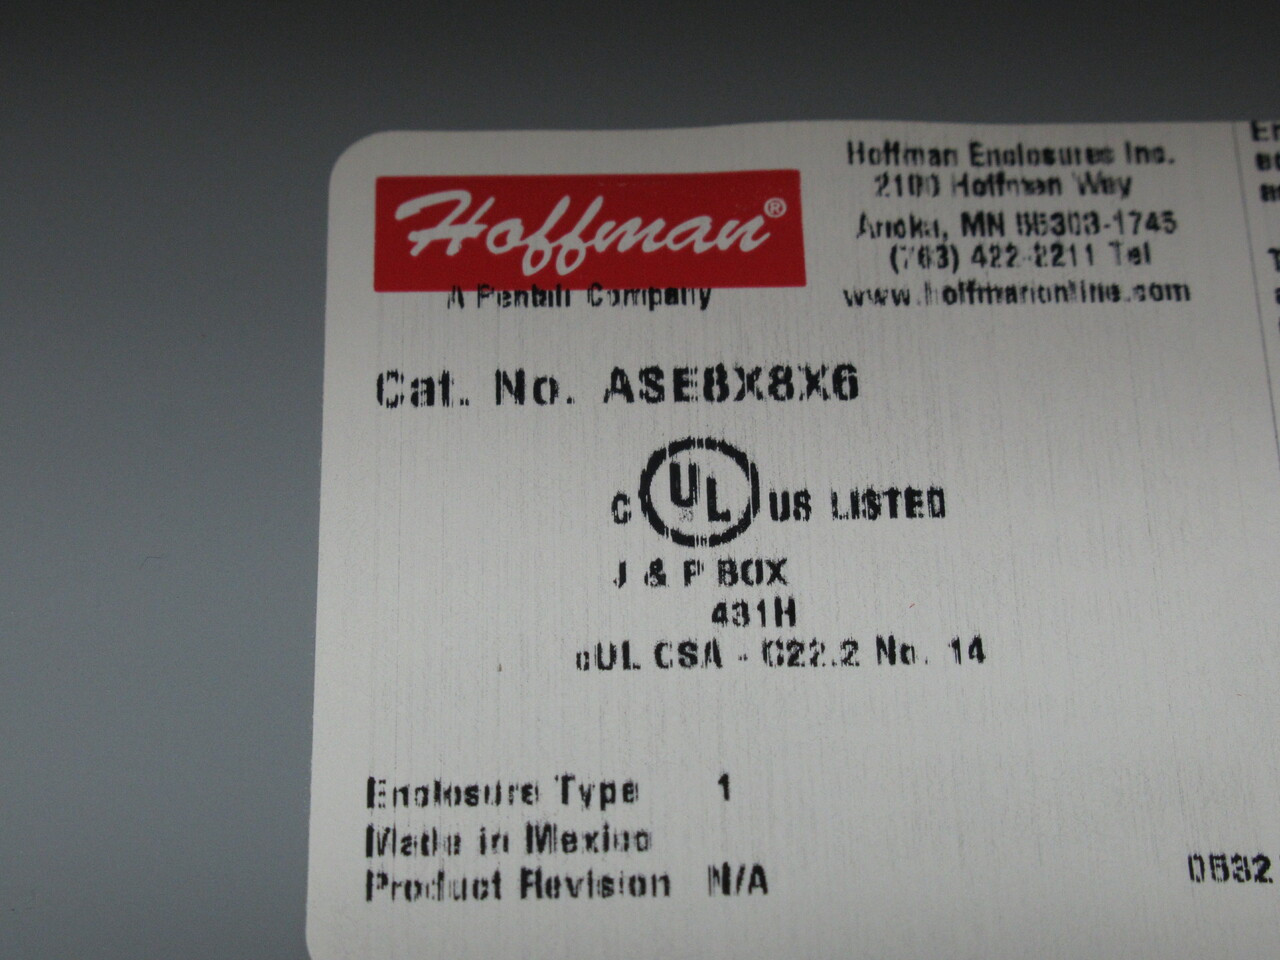 Hoffman®
A Pentair Company
Hoffman Enclosures Inc.
2100 Hoffman Way
Anoka, MN 55303-1745
(763) 422-2211 Tel
www.hoffmanonline.com
Cat. No. ASE8X8X6
C UL US LISTED
J & P BOX
431H
cUL CSA - C22.2 No. 14
Enclosure Type 1
Made in Mexico
Product Revision N/A
0532